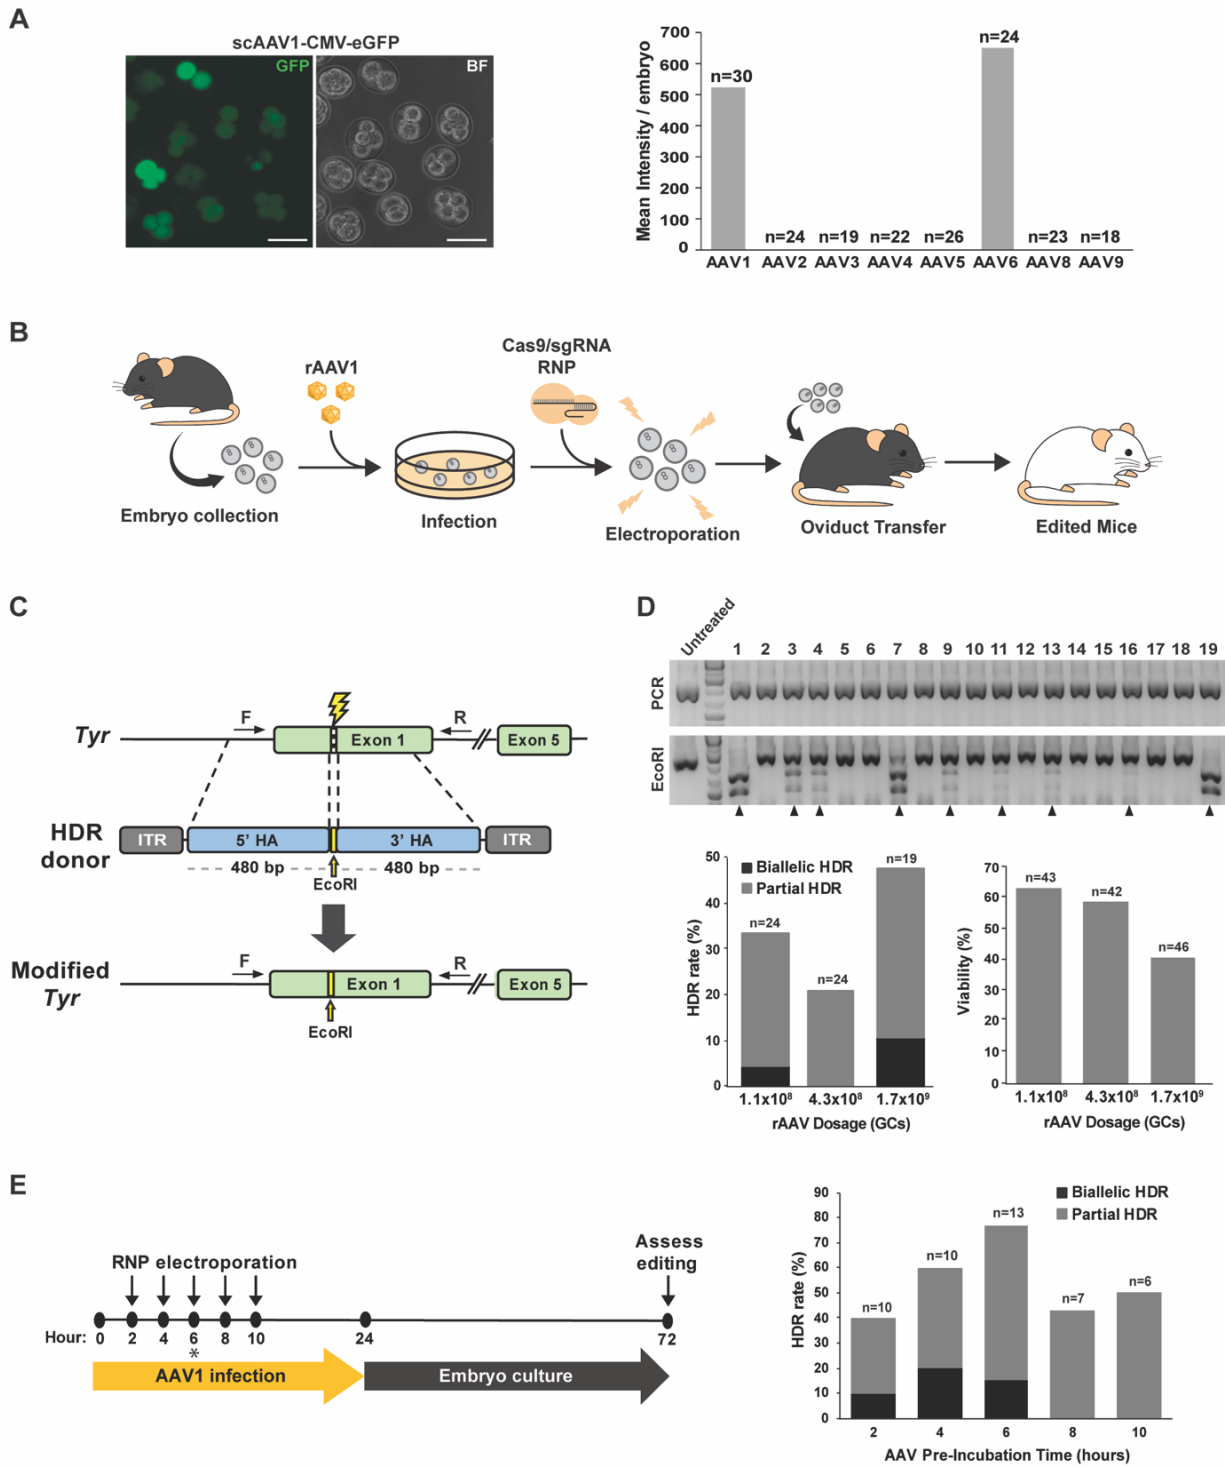 A
scAAV1-CMV-eGFP
GFP
BF
Mean Intensity / embryo
700
600
500
400
300
200
100
0
n=30
n=24
n=19
n=22
n=26
n=24
n=23
n=18
AAV1 AAV2 AAV3 AAV4 AAV5 AAV6 AAV8 AAV9
B
rAAV1
Cas9/sgRNA
RNP
Embryo collection
Infection
Electroporation
Oviduct Transfer
Edited Mice
C
Tyr
F
R
Exon 1
Exon 5
HDR
donor
ITR
5' HA
3' HA
ITR
480 bp
480 bp
EcoRI
Modified
Tyr
F
R
Exon 1
Exon 5
EcoRI
D
Untreated
1 2 3 4 5 6 7 8 9 10 11 12 13 14 15 16 17 18 19
PCR
EcoRI
HDR rate (%)
50
40
30
20
10
0
Biallelic HDR
Partial HDR
n=24
n=24
n=19
1.1x10⁸ 4.3x10⁸ 1.7x10⁹
rAAV Dosage (GCs)
Viability (%)
70
60
50
40
30
20
10
0
n=43
n=42
n=46
1.1x10⁸ 4.3x10⁸ 1.7x10⁹
rAAV Dosage (GCs)
E
RNP electroporation
Assess
editing
Hour: 0 2 4 6 8 10 24 72
*
AAV1 infection
Embryo culture
HDR rate (%)
90
80
70
60
50
40
30
20
10
0
Biallelic HDR
Partial HDR
n=10
n=10
n=13
n=7
n=6
2 4 6 8 10
AAV Pre-Incubation Time (hours)